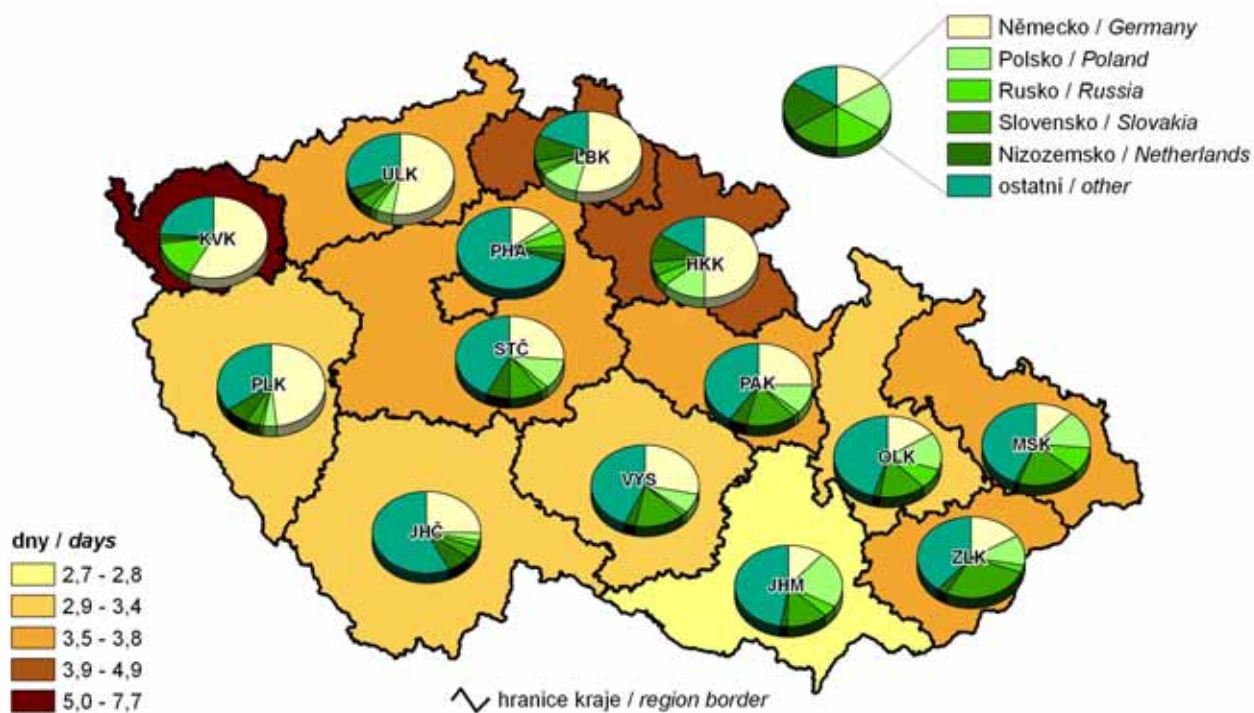 Německo / Germany
Polsko / Poland
Rusko / Russia
Slovensko / Slovakia
Nizozemsko / Netherlands
ostatní / other
LBK
ULK
KVK
PHA
HKK
STČ
PLK
PAK
OLK
MSK
VYS
JHČ
ZLK
JHM
dny / days
2,7 - 2,8
2,9 - 3,4
3,5 - 3,8
3,9 - 4,9
5,0 - 7,7
hranice kraje / region border